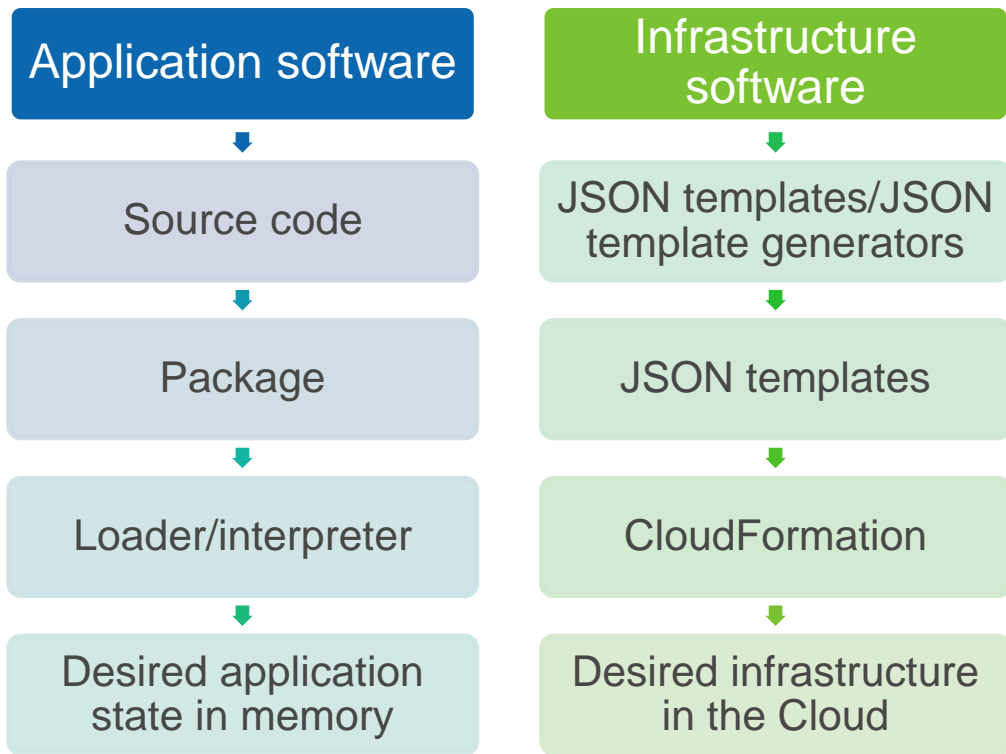 Application software
Source code
Package
Loader/interpreter
Desired application
state in memory
Infrastructure
software
JSON templates/JSON
template generators
JSON templates
CloudFormation
Desired infrastructure
in the Cloud